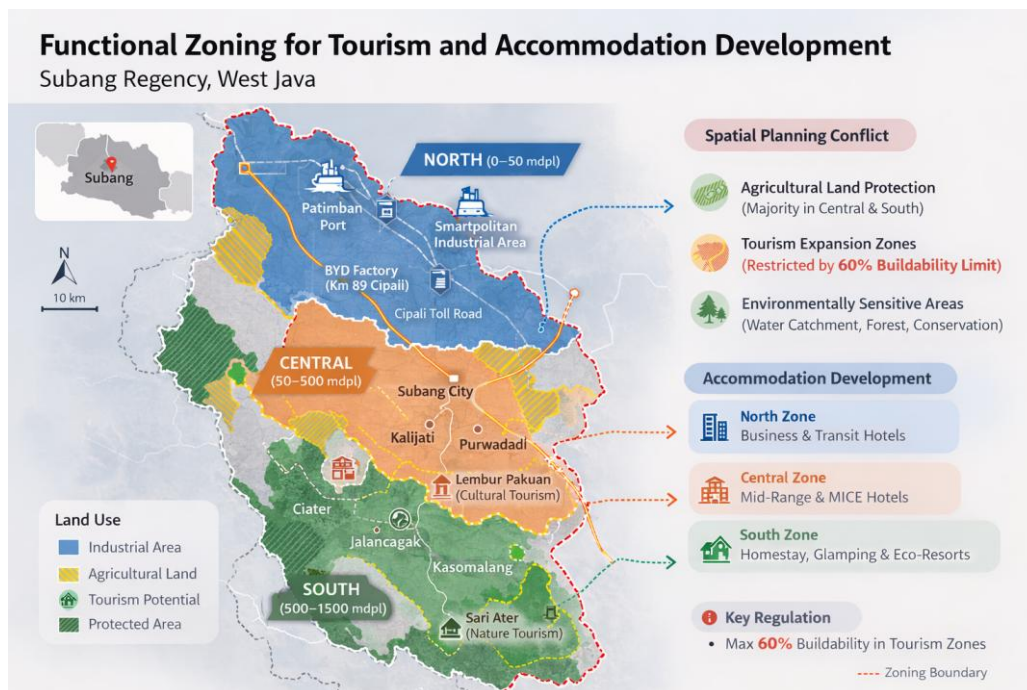 Functional Zoning for Tourism and Accommodation Development
Subang Regency, West Java
Subang
N
10 km
NORTH (0–50 mdpl)
Patimban
Port
Smartpolitan
Industrial Area
BYD Factory
(Km 89 Cipali)
Cipali Toll Road
CENTRAL
(50–500 mdpl)
Subang City
Kalijati
Purwadadi
Lembur Pakuan
(Cultural Tourism)
Ciater
Jalancagak
Kasomalang
SOUTH
(500–1500 mdpl)
Sari Ater
(Nature Tourism)
Land Use
Industrial Area
Agricultural Land
Tourism Potential
Protected Area
Spatial Planning Conflict
Agricultural Land Protection
(Majority in Central & South)
Tourism Expansion Zones
(Restricted by 60% Buildability Limit)
Environmentally Sensitive Areas
(Water Catchment, Forest, Conservation)
Accommodation Development
North Zone
Business & Transit Hotels
Central Zone
Mid-Range & MICE Hotels
South Zone
Homestay, Glamping & Eco-Resorts
Key Regulation
• Max 60% Buildability in Tourism Zones
Zoning Boundary